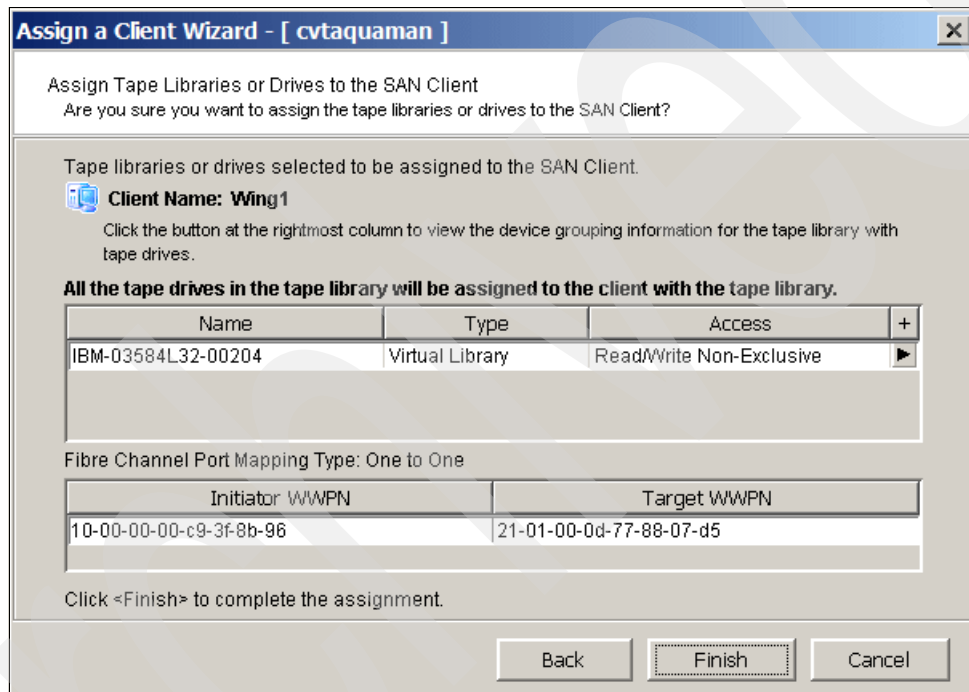 Assign a Client Wizard - [ cvtaquaman ]
Assign Tape Libraries or Drives to the SAN Client
Are you sure you want to assign the tape libraries or drives to the SAN Client?
Tape libraries or drives selected to be assigned to the SAN Client.
Client Name: Wing1
Click the button at the rightmost column to view the device grouping information for the tape library with
tape drives.
All the tape drives in the tape library will be assigned to the client with the tape library.
Name Type Access +
IBM-03584L32-00204 Virtual Library Read/Write Non-Exclusive
Fibre Channel Port Mapping Type: One to One
Initiator WWPN Target WWPN
10-00-00-00-c9-3f-8b-96 21-01-00-0d-77-88-07-d5
Click <Finish> to complete the assignment.
Back Finish Cancel